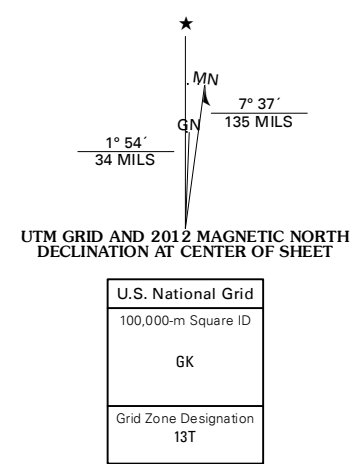 ★
MN
GN
7° 37´
135 MILS
1° 54´
34 MILS
UTM GRID AND 2012 MAGNETIC NORTH
DECLINATION AT CENTER OF SHEET
U.S. National Grid
100,000-m Square ID
GK
Grid Zone Designation
13T